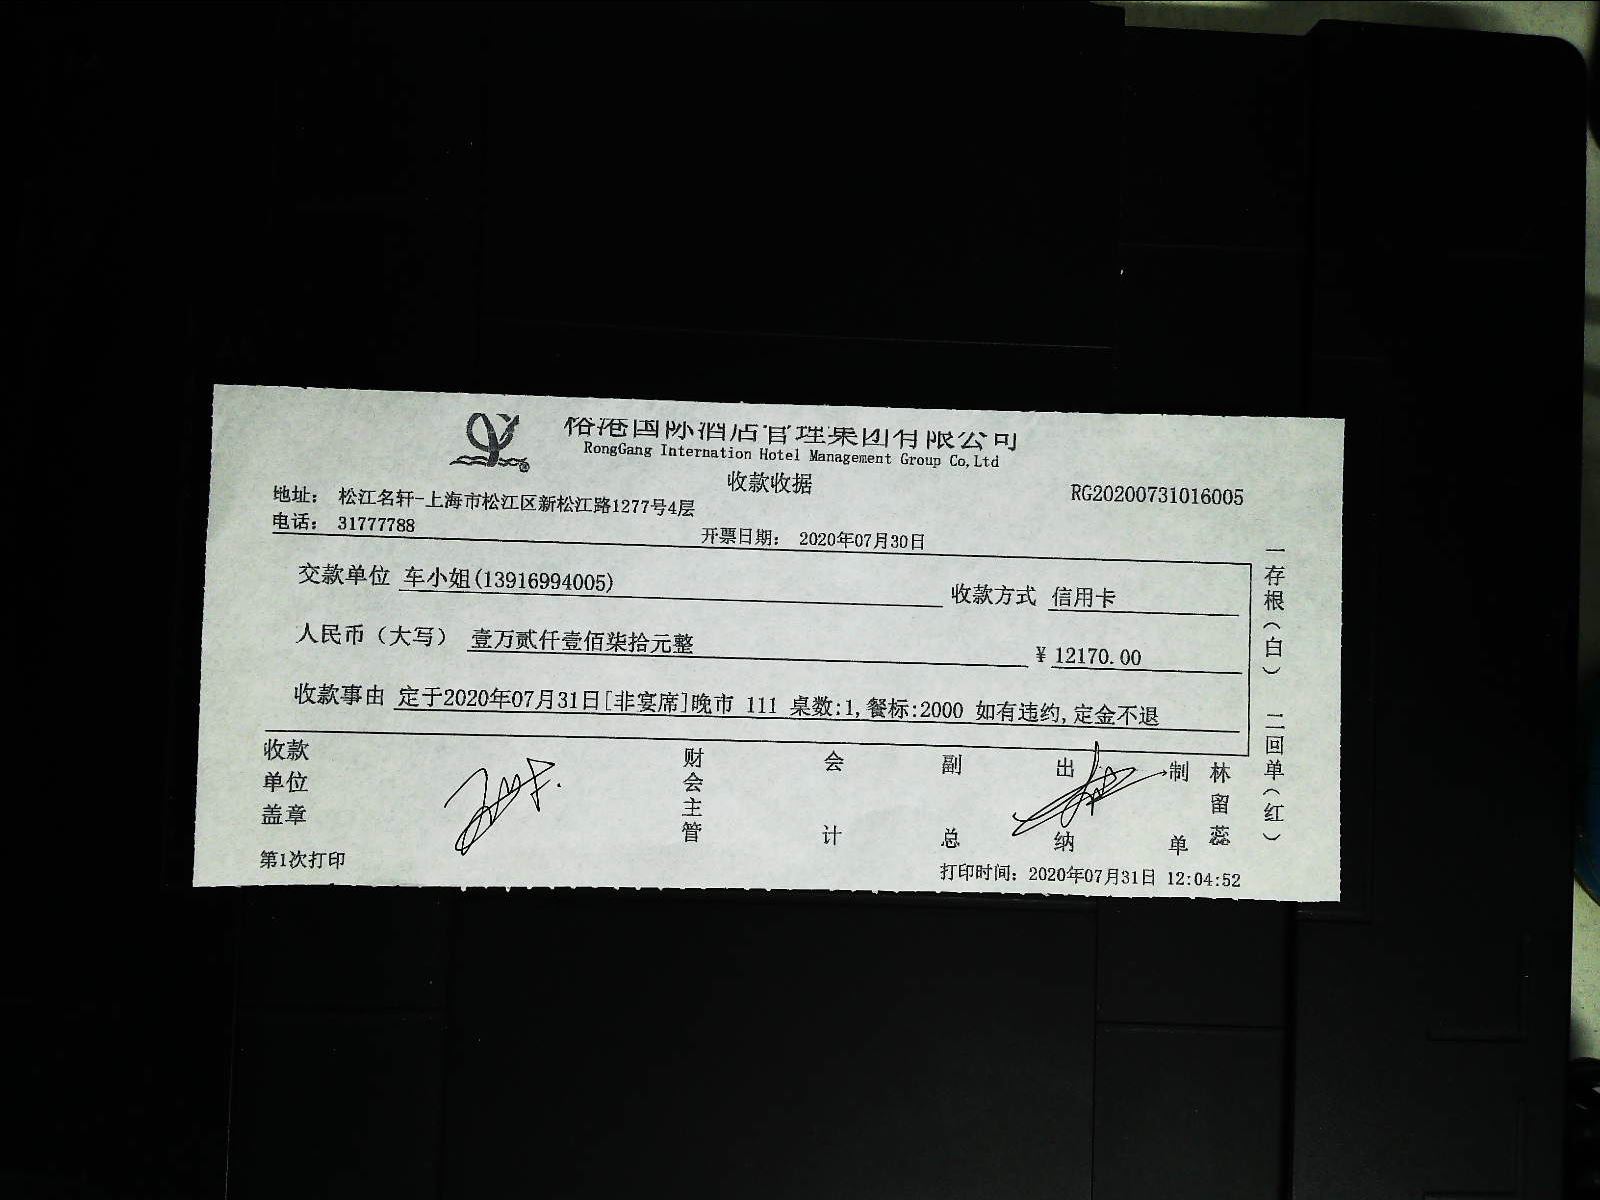 榕港国际酒店管理集团有限公司
RongGang Internation Hotel Management Group Co,Ltd
收款收据
RG20200731016005
地址： 松江名轩-上海市松江区新松江路1277号4层
电话： 31777788
开票日期： 2020年07月30日
交款单位 车小姐(13916994005)
收款方式 信用卡
人民币（大写） 壹万贰仟壹佰柒拾元整
¥ 12170.00
收款事由 定于2020年07月31日[非宴席]晚市 111 桌数:1,餐标:2000 如有违约,定金不退
收款单位盖章
财会主管
会计
副总
出纳
制单
林留蕊
一存根（白）
二回单（红）
第1次打印
打印时间： 2020年07月31日 12:04:52